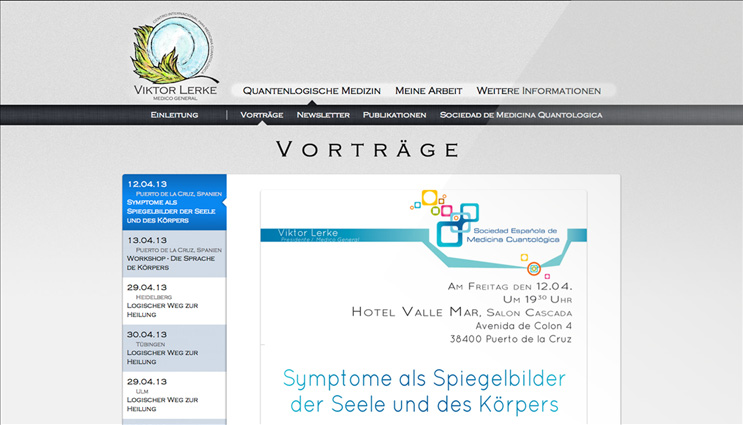 VIKTOR LERKE
MEDICO GENERAL
QUANTENLOGISCHE MEDIZIN MEINE ARBEIT WEITERE INFORMATIONEN
EINLEITUNG VORTRÄGE NEWSLETTER PUBLIKATIONEN SOCIEDAD DE MEDICINA QUANTOLOGICA
VORTRÄGE
12.04.13
PUERTO DE LA CRUZ, SPANIEN
SYMPTOME ALS
SPIEGELBILDER DER SEELE
UND DES KÖRPERS
13.04.13
PUERTO DE LA CRUZ, SPANIEN
WORKSHOP - DIE SPRACHE
DE KÖRPERS
29.04.13
HEIDELBERG
LOGISCHER WEG ZUR
HEILUNG
30.04.13
TÜBINGEN
LOGISCHER WEG ZUR
HEILUNG
29.04.13
ULM
LOGISCHER WEG ZUR
HEILUNG
Viktor Lerke
Presidente / Medico General
Sociedad Española de
Medicina Cuantológica
AM FREITAG DEN 12.04.
UM 19³⁰ UHR
HOTEL VALLE MAR, SALON CASCADA
Avenida de Colon 4
38400 Puerto de la Cruz
Symptome als Spiegelbilder
der Seele und des Körpers